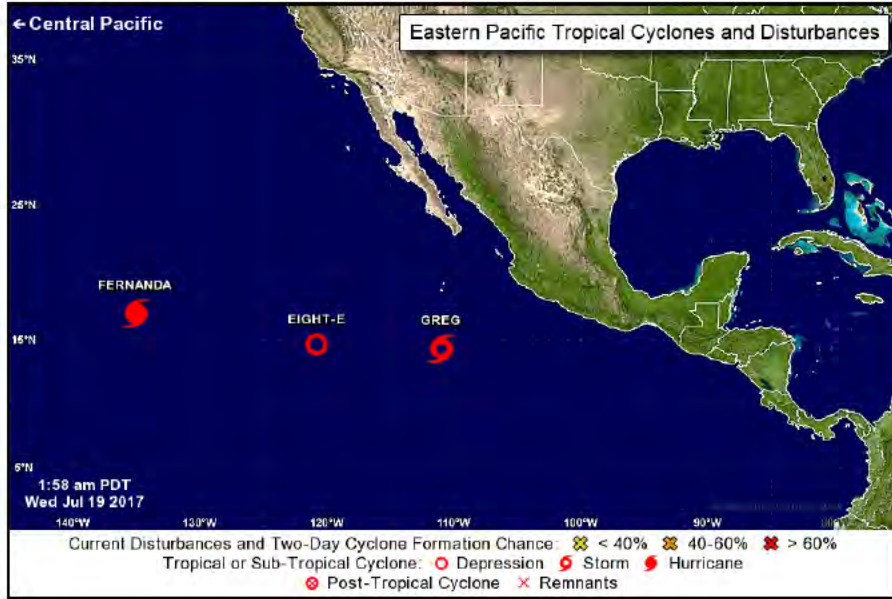 ←Central Pacific
Eastern Pacific Tropical Cyclones and Disturbances
35°N
25°N
FERNANDA
EIGHT-E
GREG
15°N
5°N
1:58 am PDT
Wed Jul 19 2017
140°W 130°W 120°W 110°W 100°W 90°W
Current Disturbances and Two-Day Cyclone Formation Chance: < 40% 40-60% > 60%
Tropical or Sub-Tropical Cyclone: Depression Storm Hurricane
Post-Tropical Cyclone Remnants